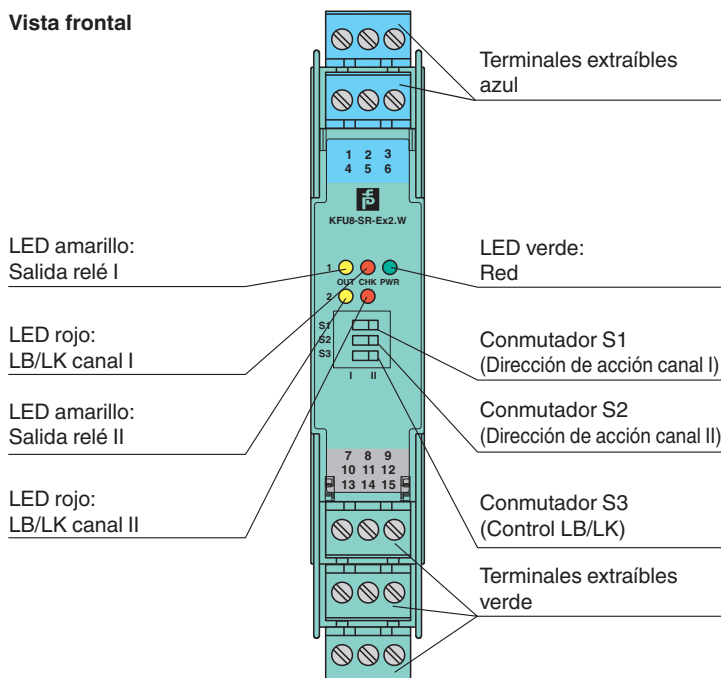 Vista frontal
Terminales extraíbles
azul
1 2 3
4 5 6
KFU8-SR-Ex2.W
LED amarillo:
Salida relé I
LED verde:
Red
1
OUT CHK PWR
2
LED rojo:
LB/LK canal I
S1
S2
S3
I II
Conmutador S1
(Dirección de acción canal I)
LED amarillo:
Salida relé II
Conmutador S2
(Dirección de acción canal II)
7 8 9
10 11 12
13 14 15
LED rojo:
LB/LK canal II
Conmutador S3
(Control LB/LK)
Terminales extraíbles
verde